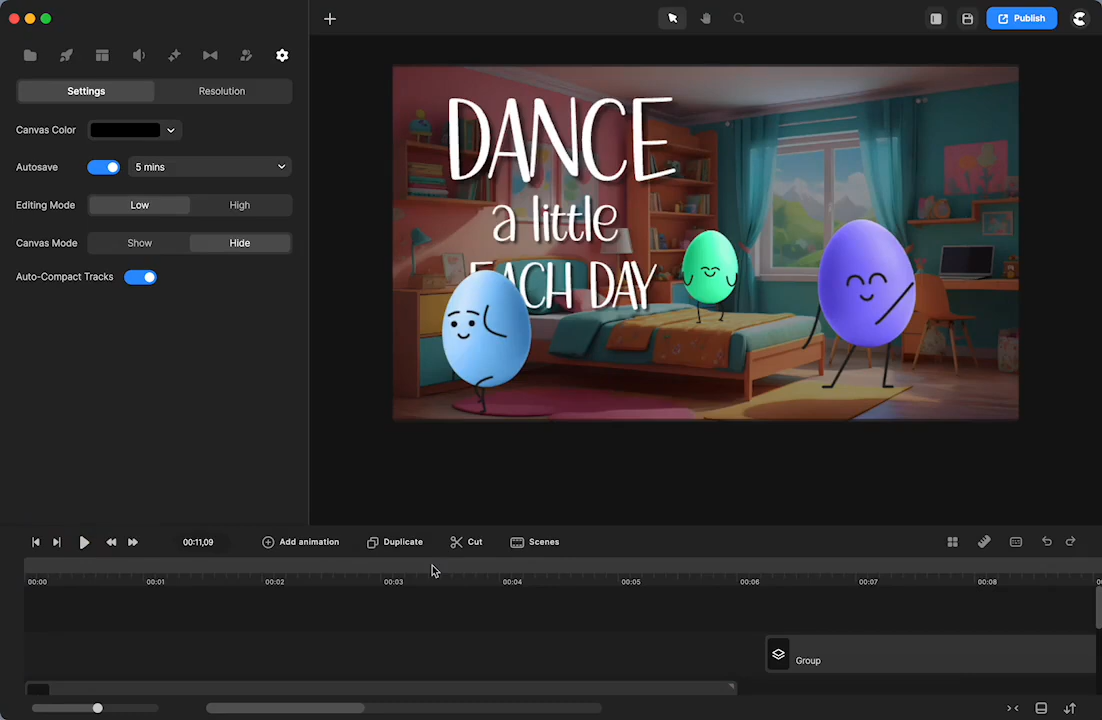 Publish
Settings
Resolution
Canvas Color
Autosave
5 mins
Editing Mode
Low
High
Canvas Mode
Show
Hide
Auto-Compact Tracks
DANCE
a little
EACH DAY
00:11,09
Add animation
Duplicate
Cut
Scenes
00:00
00:01
00:02
00:03
00:04
00:05
00:06
00:07
00:08
Group